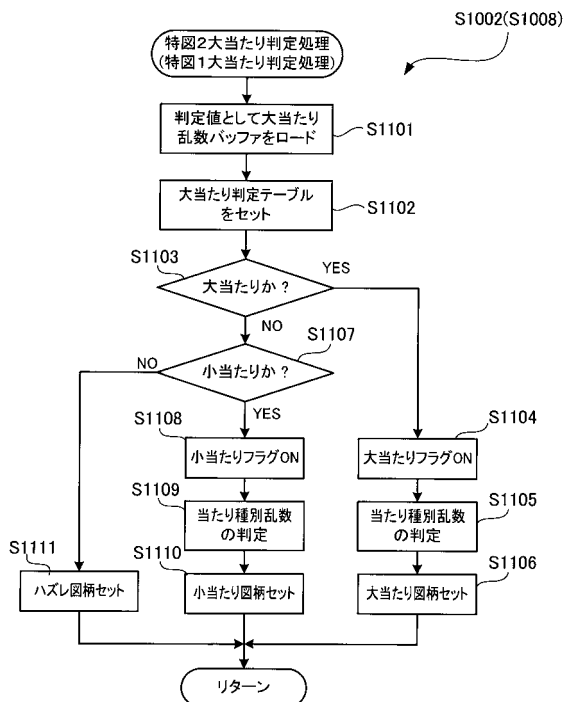 S1002(S1008)
特図2大当たり判定処理
(特図1大当たり判定処理)
判定値として大当たり
乱数バッファをロード
S1101
大当たり判定テーブル
をセット
S1102
S1103
大当たりか?
YES
NO
S1107
小当たりか?
NO
YES
S1108
小当たりフラグON
S1104
大当たりフラグON
S1109
当たり種別乱数
の判定
S1105
当たり種別乱数
の判定
S1111
ハズレ図柄セット
S1110
小当たり図柄セット
S1106
大当たり図柄セット
リターン